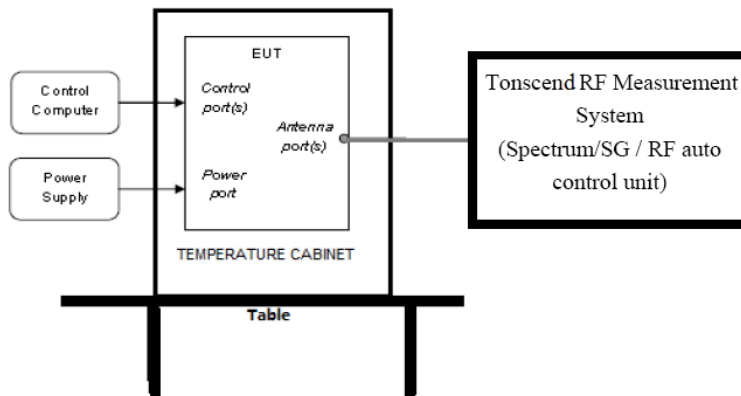 Control
Computer
Power
Supply
EUT
Control
port(s)
Antenna
port(s)
Power
port
TEMPERATURE CABINET
Table
Tonscend RF Measurement
System
(Spectrum/SG / RF auto
control unit)